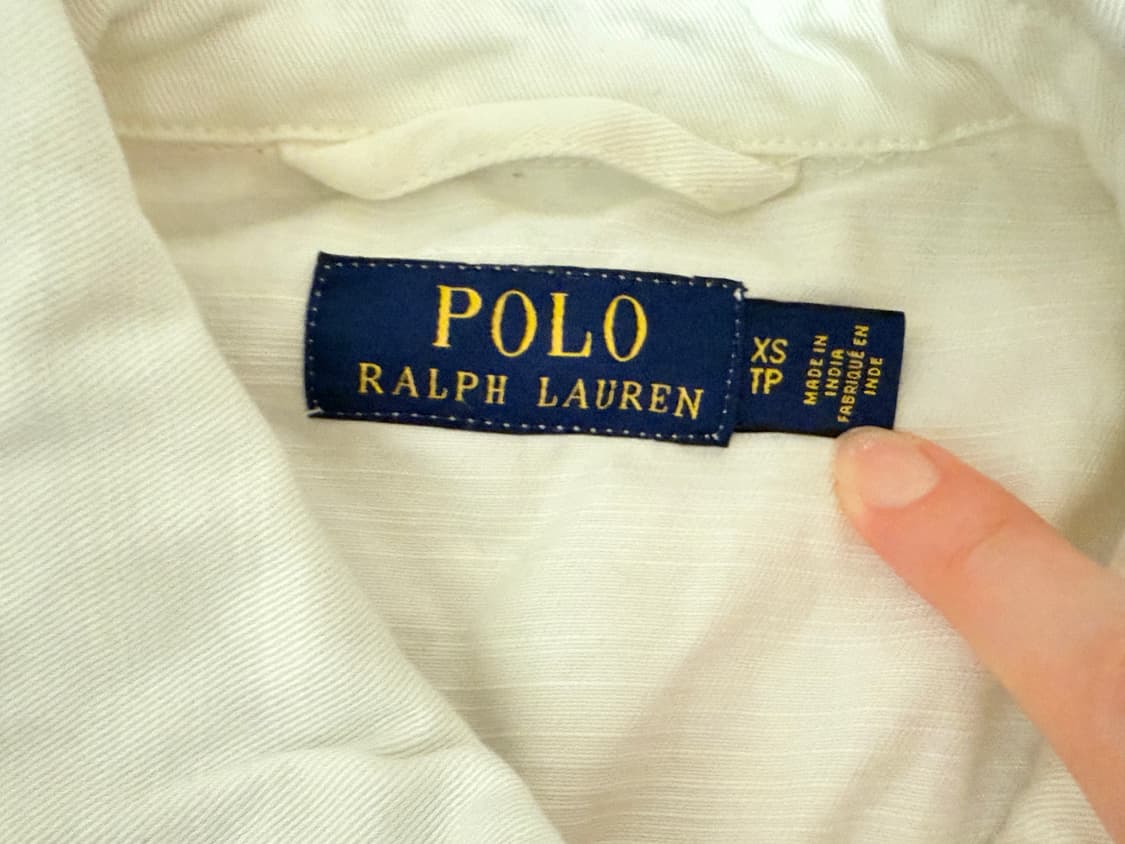 POLO
RALPH LAUREN
XS
TP
MADE IN
INDIA
FABRIQUÉ EN
INDE